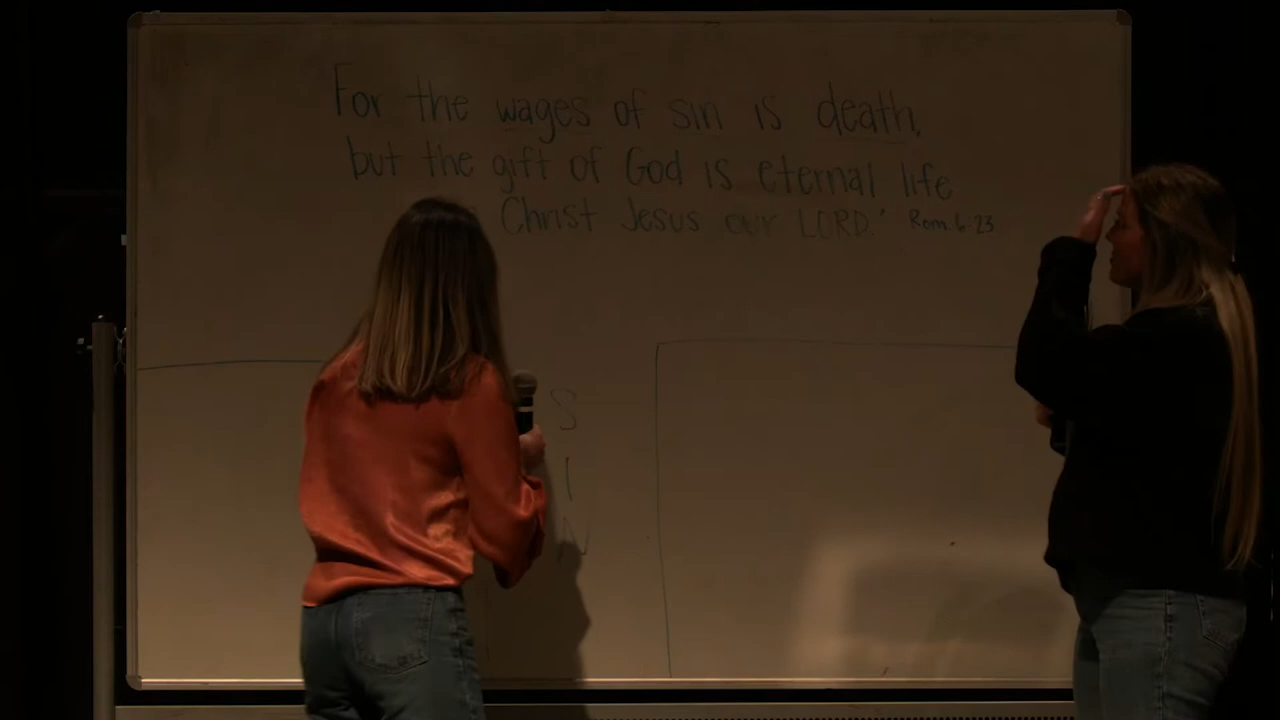 For the wages of sin is death,
but the gift of God is eternal life
Christ Jesus our LORD.' Rom. 6:23
S
I
N